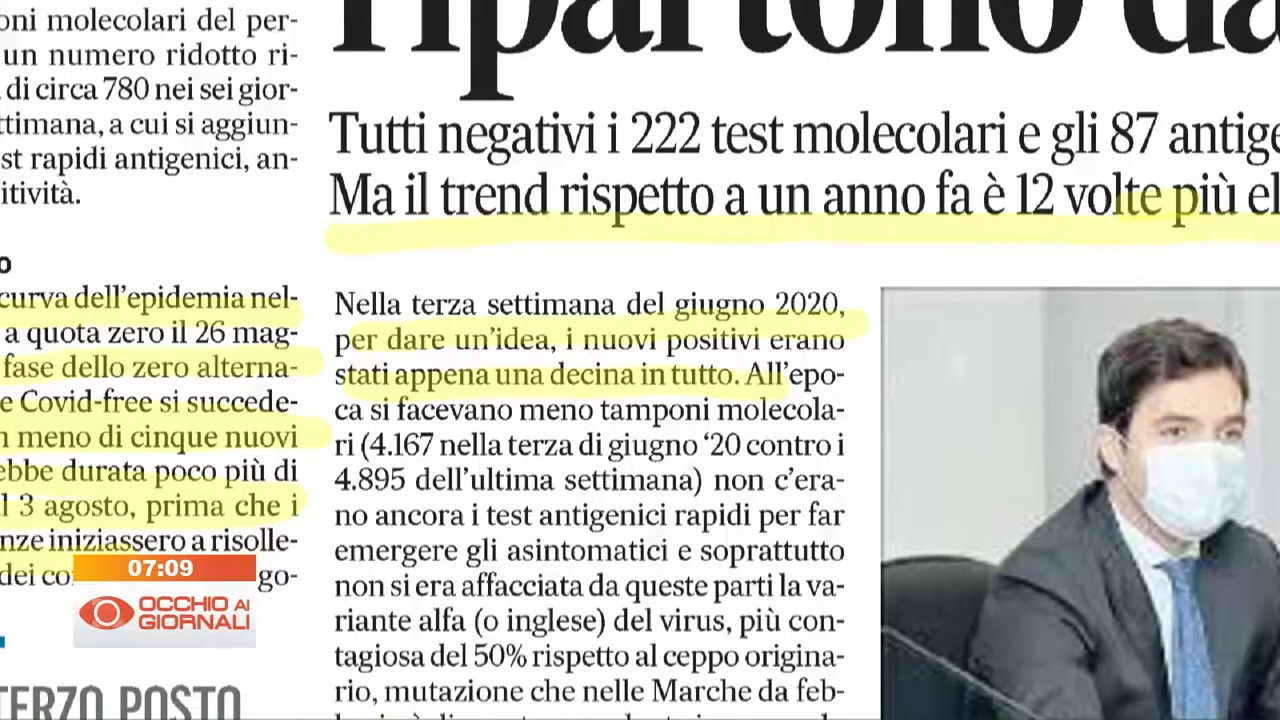 oni molecolari del per-
un numero ridotto ri-
di circa 780 nei sei gior-
ttimana, a cui si aggiun-
st rapidi antigenici, an-
itività.
o
curva dell'epidemia nel-
a quota zero il 26 mag-
fase dello zero alterna-
e Covid-free si succede-
n meno di cinque nuovi
ebbe durata poco più di
l 3 agosto, prima che i
nze iniziassero a risolle-
dei co
go-
TERZO POSTO
ripartono da
Tutti negativi i 222 test molecolari e gli 87 antige
Ma il trend rispetto a un anno fa è 12 volte più el
Nella terza settimana del giugno 2020,
per dare un'idea, i nuovi positivi erano
stati appena una decina in tutto. All'epo-
ca si facevano meno tamponi molecola-
ri (4.167 nella terza di giugno ‘20 contro i
4.895 dell'ultima settimana) non c'era-
no ancora i test antigenici rapidi per far
emergere gli asintomatici e soprattutto
non si era affacciata da queste parti la va-
riante alfa (o inglese) del virus, più con-
tagiosa del 50% rispetto al ceppo origina-
rio, mutazione che nelle Marche da feb-
07:09
OCCHIO AI
GIORNALI